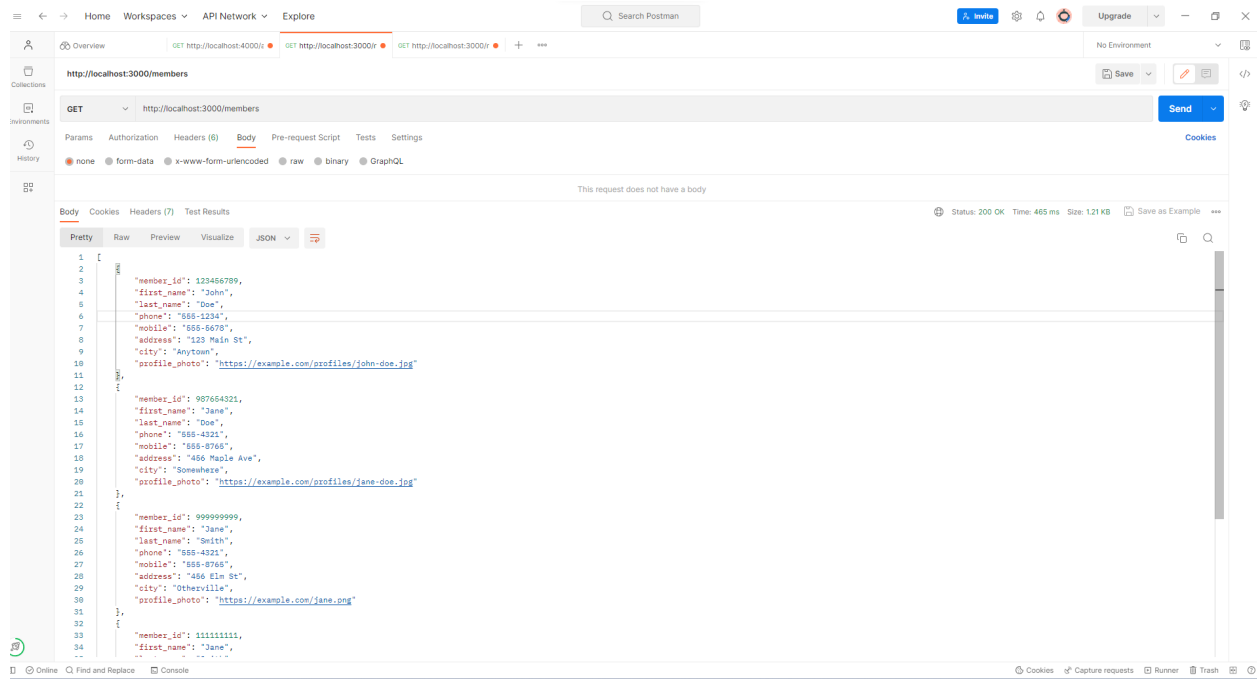 Home Workspaces API Network Explore Search Postman Invite Upgrade
Overview GET http://localhost:4000/a GET http://localhost:3000/r GET http://localhost:3000/r No Environment
http://localhost:3000/members Save
Collections
GET http://localhost:3000/members Send
Environments
Params Authorization Headers (6) Body Pre-request Script Tests Settings Cookies
History
none form-data x-www-form-urlencoded raw binary GraphQL
This request does not have a body
Body Cookies Headers (7) Test Results Status: 200 OK Time: 465 ms Size: 1.21 KB Save as Example
Pretty Raw Preview Visualize JSON
1 [
2 {
3 "member_id": 123456789,
4 "first_name": "John",
5 "last_name": "Doe",
6 "phone": "555-1234",
7 "mobile": "555-5678",
8 "address": "123 Main St",
9 "city": "Anytown",
10 "profile_photo": "https://example.com/profiles/john-doe.jpg"
11 },
12 {
13 "member_id": 987654321,
14 "first_name": "Jane",
15 "last_name": "Doe",
16 "phone": "555-4321",
17 "mobile": "555-8765",
18 "address": "456 Maple Ave",
19 "city": "Somewhere",
20 "profile_photo": "https://example.com/profiles/jane-doe.jpg"
21 },
22 {
23 "member_id": 999999999,
24 "first_name": "Jane",
25 "last_name": "Smith",
26 "phone": "555-4321",
27 "mobile": "555-8765",
28 "address": "456 Elm St",
29 "city": "Otherville",
30 "profile_photo": "https://example.com/jane.png"
31 },
32 {
33 "member_id": 111111111,
34 "first_name": "Jane",
Online Find and Replace Console Cookies Capture requests Runner Trash